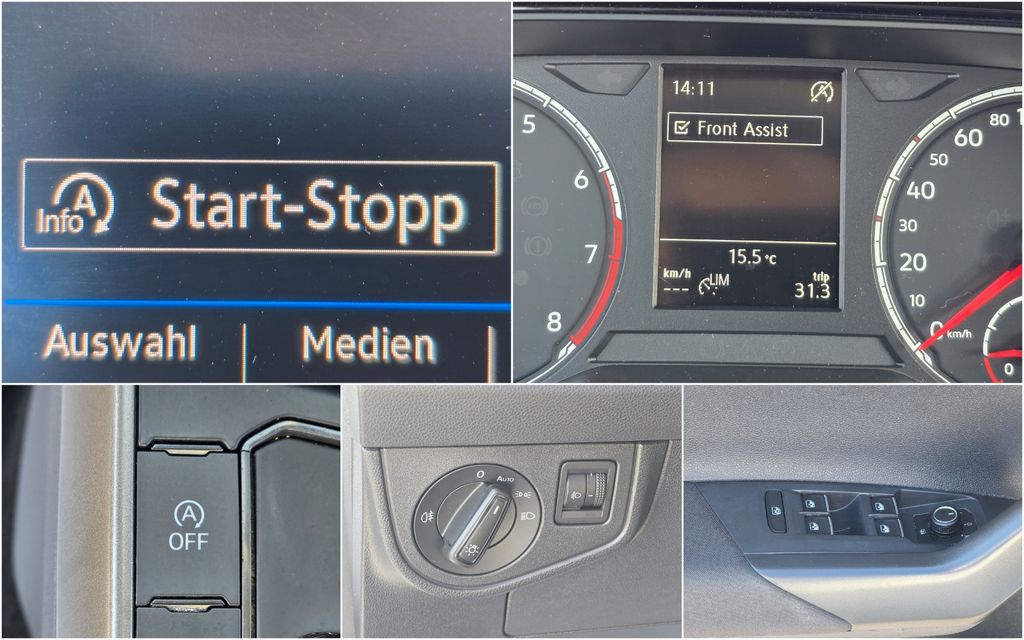 Info A Start-Stopp
Auswahl Medien
14:11
Front Assist
15.5 °C
km/h trip
--- LIM 31.3
5
6
7
8
80
60
50
40
30
20
10
0 km/h
0
A
OFF
O AUTO